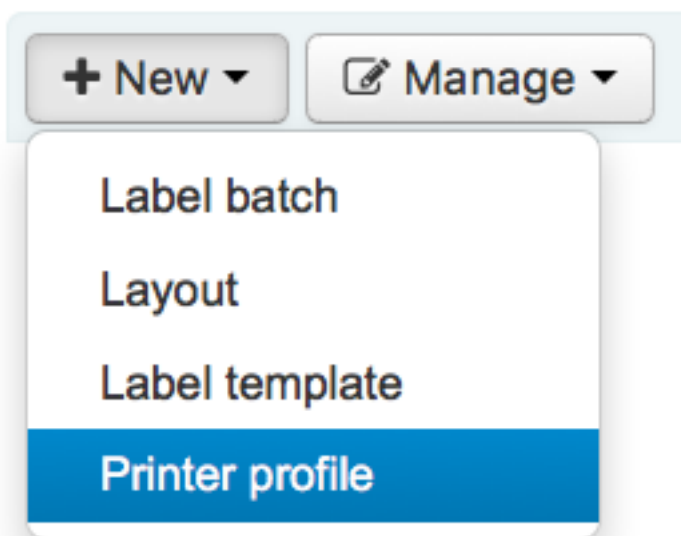 + New Manage
Label batch
Layout
Label template
Printer profile